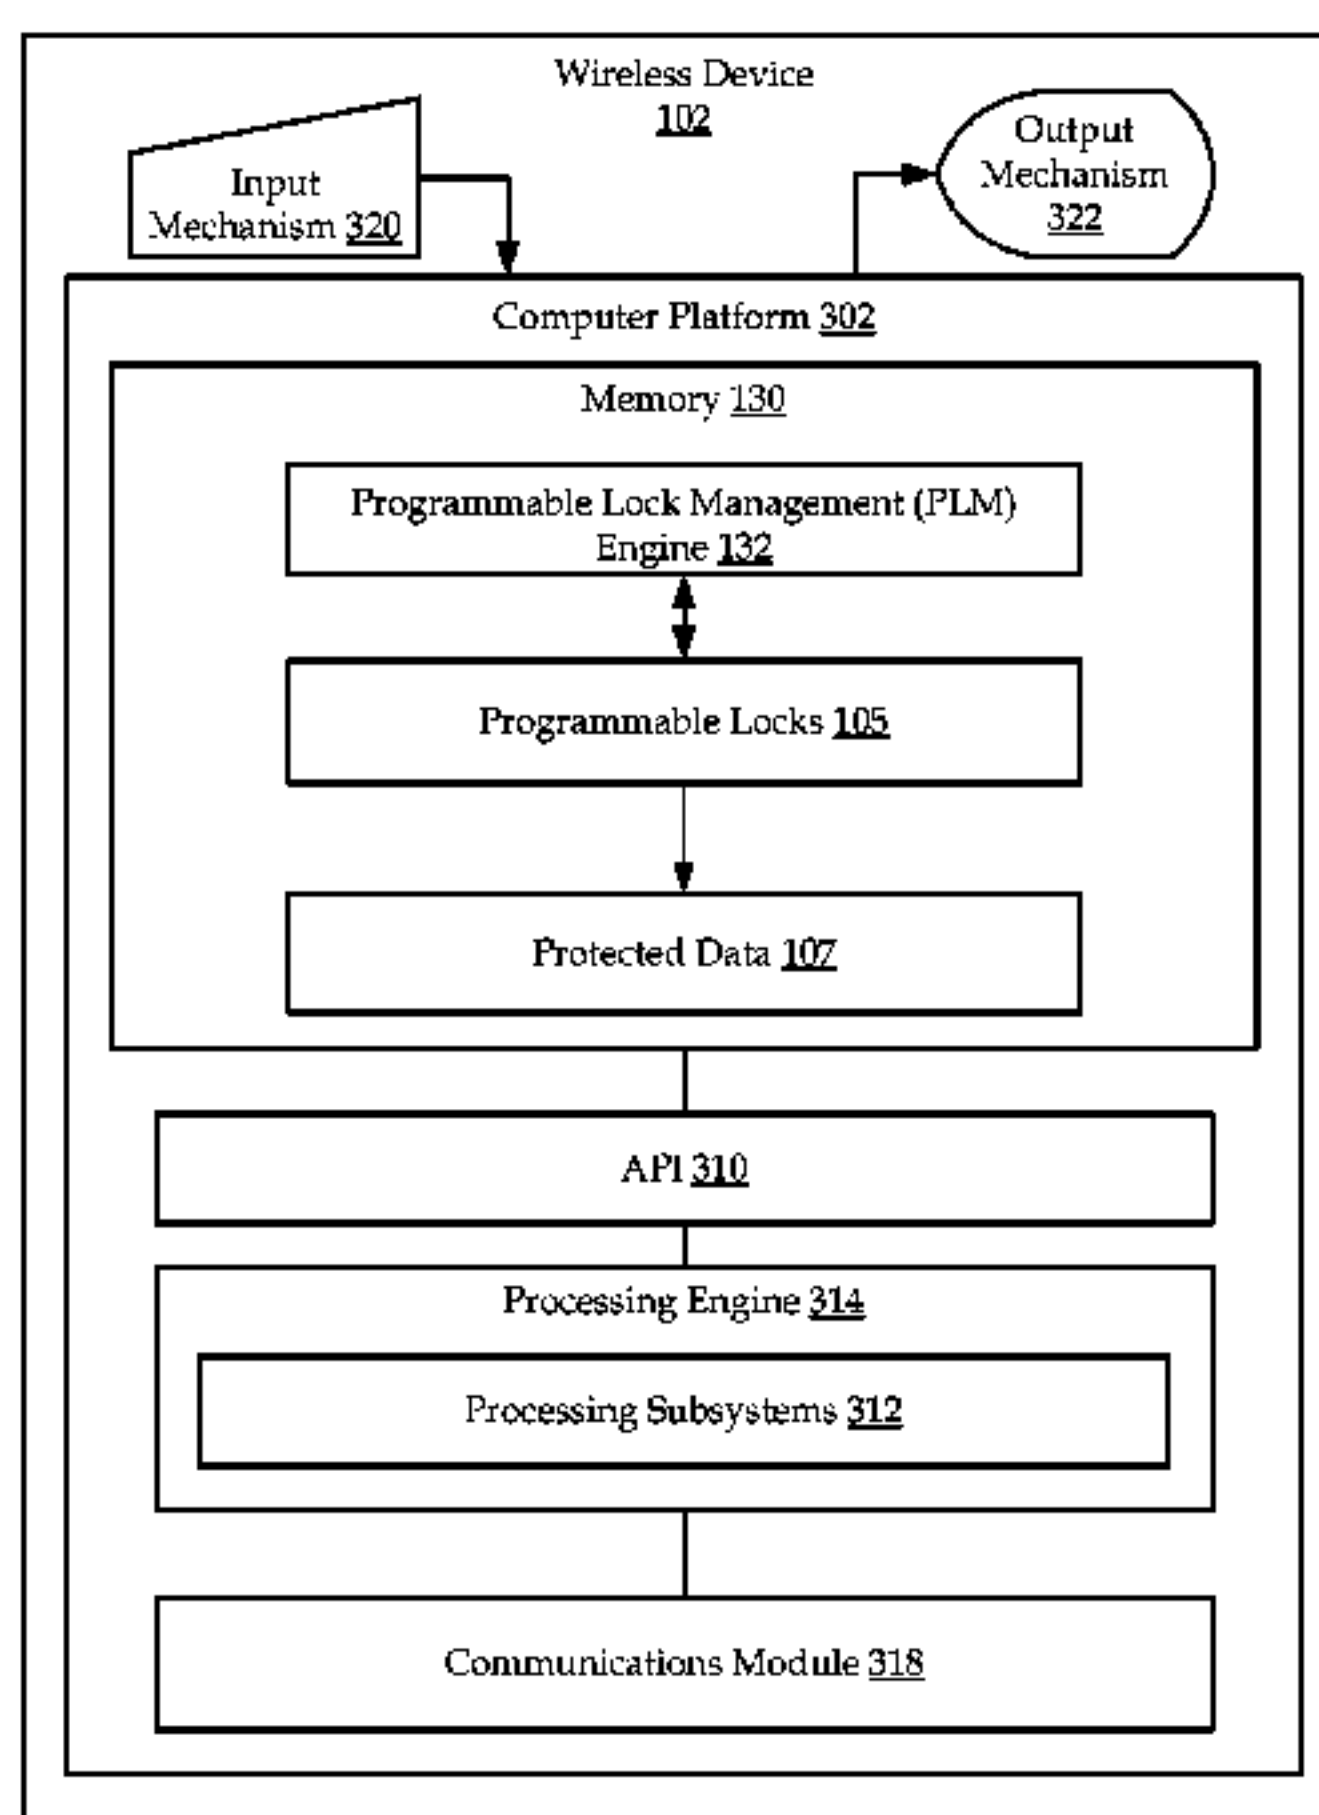 Wireless Device
102
Input
Mechanism 320
Output
Mechanism
322
Computer Platform 302
Memory 130
Programmable Lock Management (PLM)
Engine 132
Programmable Locks 105
Protected Data 107
API 310
Processing Engine 314
Processing Subsystems 312
Communications Module 318